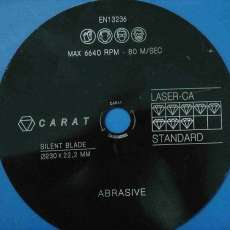 EN13236
MAX 6640 RPM - 80 M/SEC
CARAT
LASER-CA
STANDARD
SILENT BLADE
Ø230 X 22,2 MM
ABRASIVE